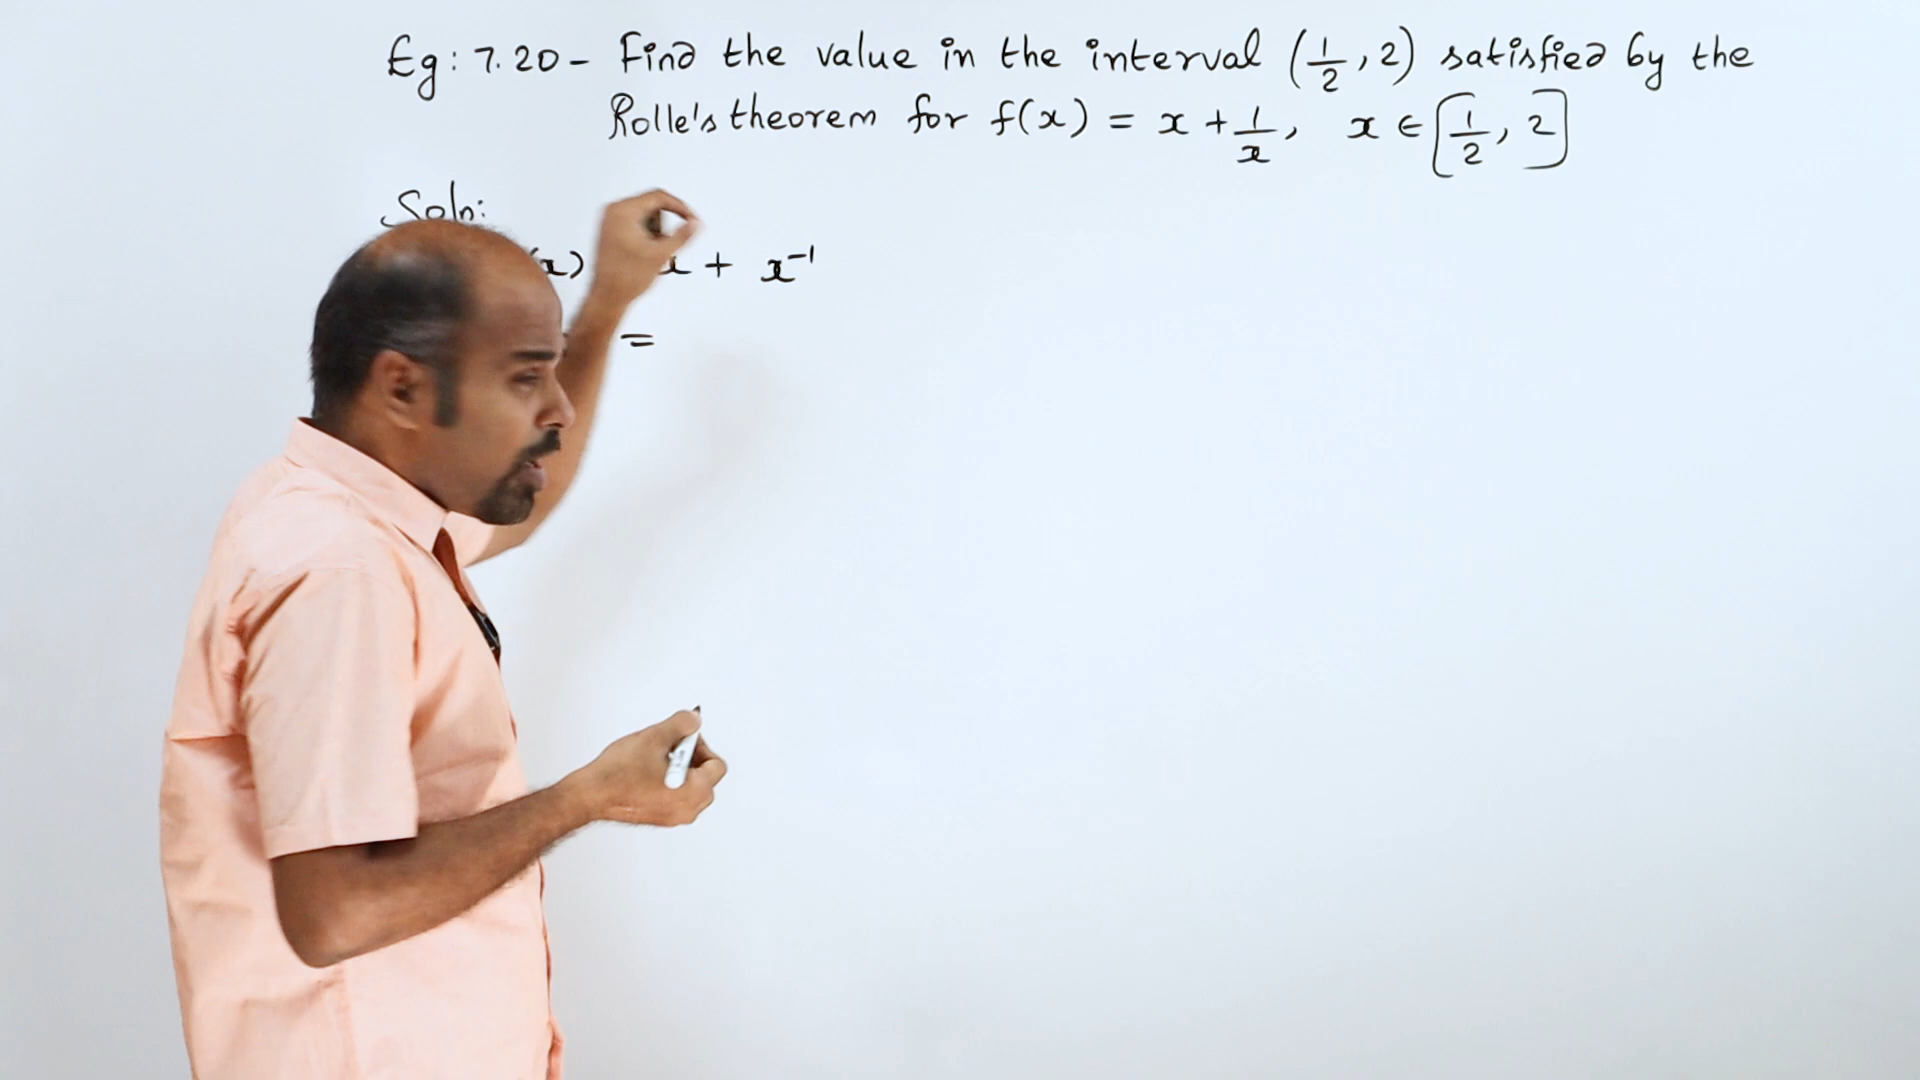 Eg: 7.20 - Find the value in the interval (1/2, 2) satisfied by the
Rolle's theorem for f(x) = x + 1/x, x ∈ [1/2, 2]
Soln:
(x) x + x⁻¹
=